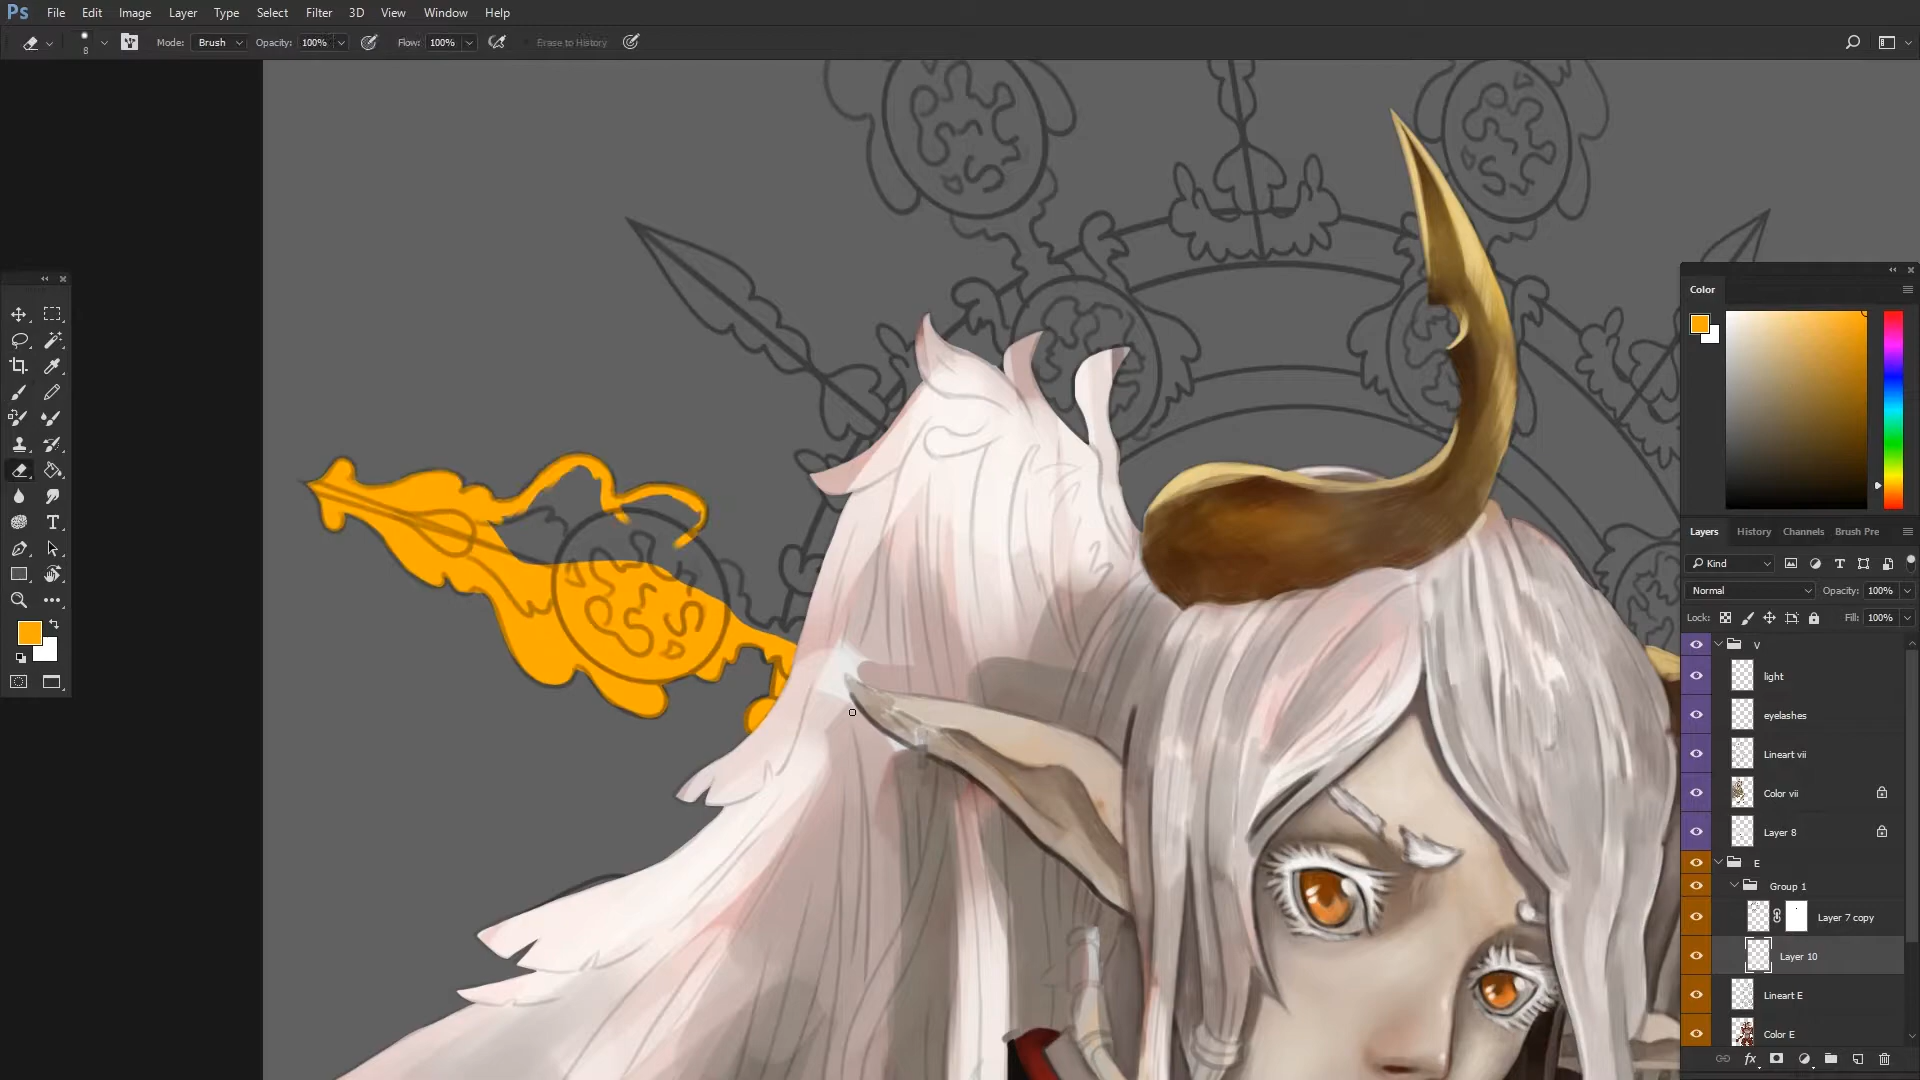 Ps File Edit Image Layer Type Select Filter 3D View Window Help
8 Mode: Brush Opacity: 100% Flow: 100% Erase to History
Color
Layers History Channels Brush Pre
Kind
Normal Opacity: 100%
Lock: Fill: 100%
V
light
eyelashes
Lineart vii
Color vii
Layer 8
E
Group 1
Layer 7 copy
Layer 10
Lineart E
Color E
fx